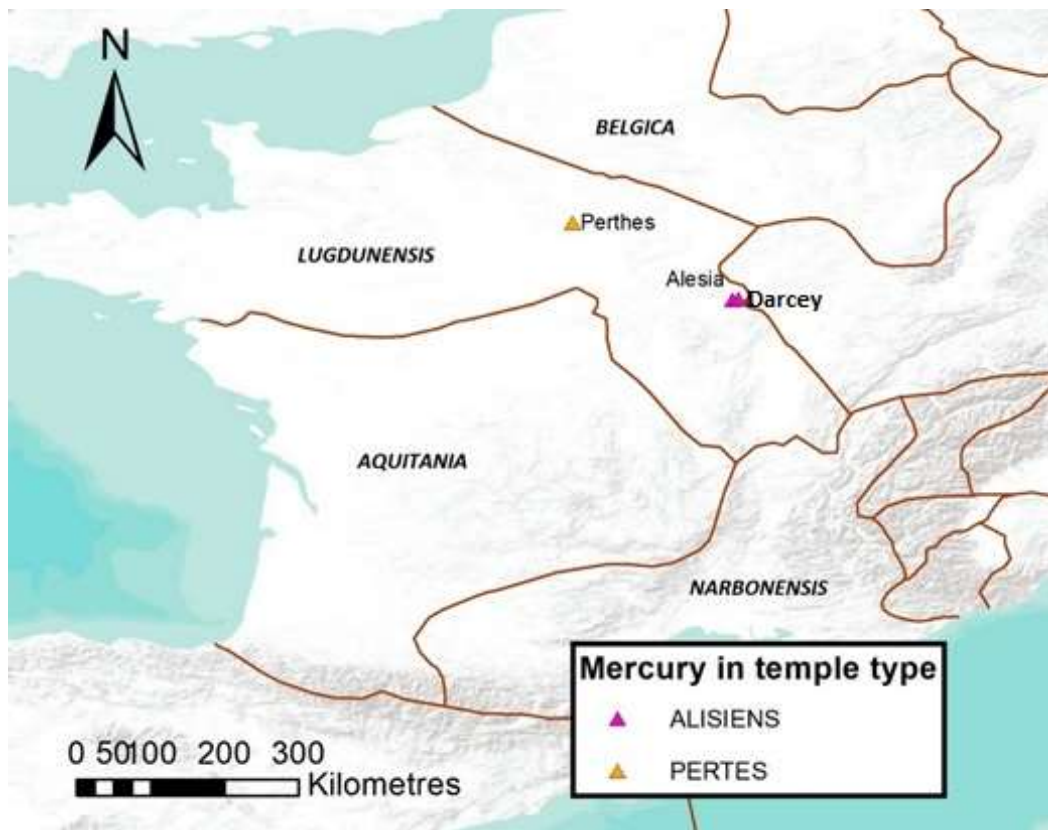 N
BELGICA
Perthes
LUGDUNENSIS
Alesia
Darcey
AQUITANIA
NARBONENSIS
Mercury in temple type
ALISIENS
PERTES
0 50100 200 300
Kilometres